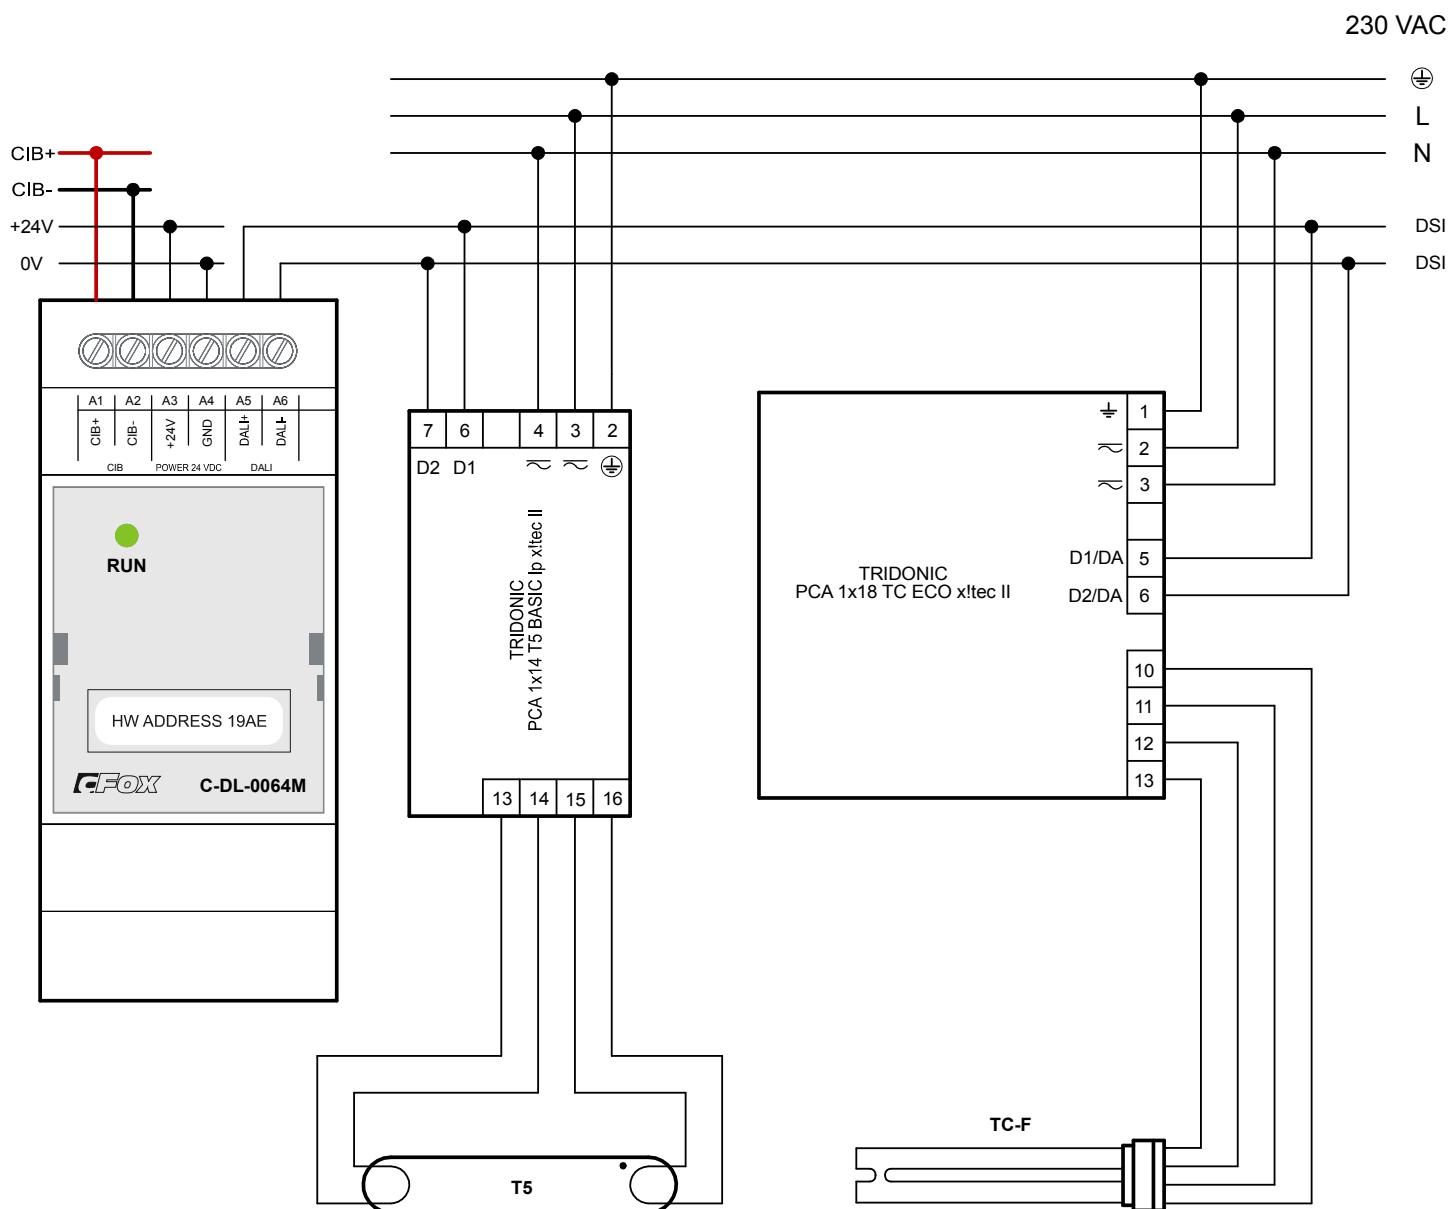 230 VAC
L
N
DSI
DSI
CIB+
CIB-
+24V
0V
A1 A2 A3 A4 A5 A6
CIB+ CIB- +24V GND DALI+ DALI-
CIB POWER 24 VDC DALI
RUN
HW ADDRESS 19AE
CFOX C-DL-0064M
7 6 4 3 2
D2 D1
TRIDONIC
PCA 1x14 T5 BASIC lp x!tec II
13 14 15 16
T5
TRIDONIC
PCA 1x18 TC ECO x!tec II
1
2
3
D1/DA 5
D2/DA 6
10
11
12
13
TC-F